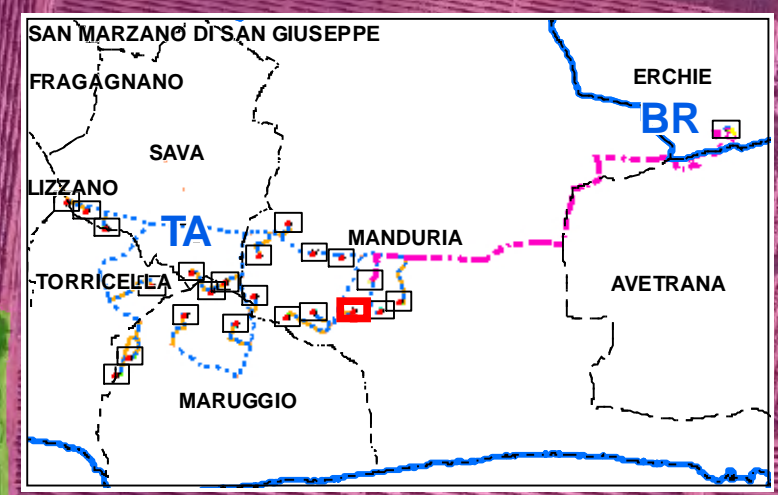 SAN MARZANO DI SAN GIUSEPPE
FRAGAGNANO
ERCHIE
BR
SAVA
LIZZANO
TA
MANDURIA
TORRICELLA
AVETRANA
MARUGGIO